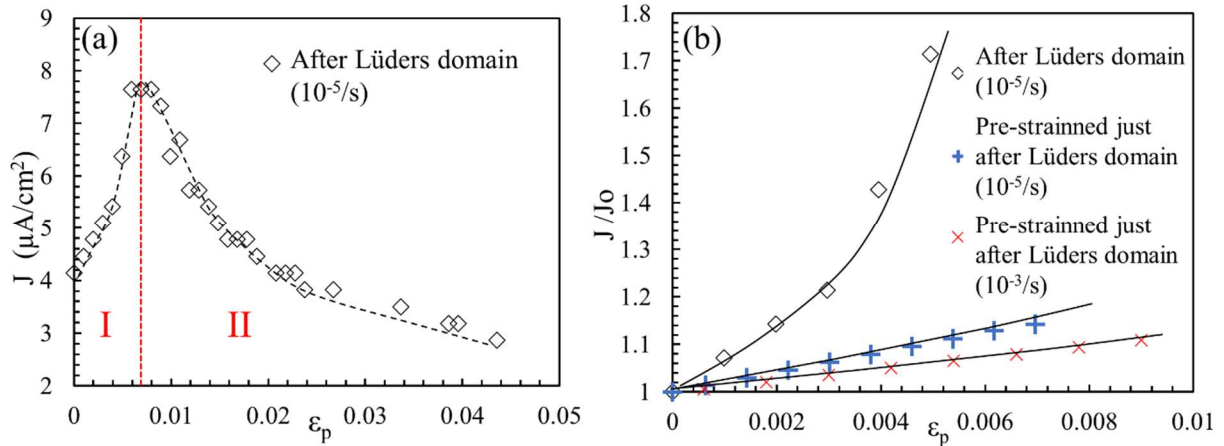 (a)
After Lüders domain
(10⁻⁵/s)
9
8
7
6
5
4
3
2
J (μA/cm²)
I
II
0
0.01
0.02
0.03
0.04
0.05
εp
(b)
After Lüders domain
(10⁻⁵/s)
Pre-strainned just
after Lüders domain
(10⁻⁵/s)
Pre-strainned just
after Lüders domain
(10⁻³/s)
1.8
1.7
1.6
1.5
1.4
1.3
1.2
1.1
1
J/Jo
0
0.002
0.004
0.006
0.008
0.01
εp